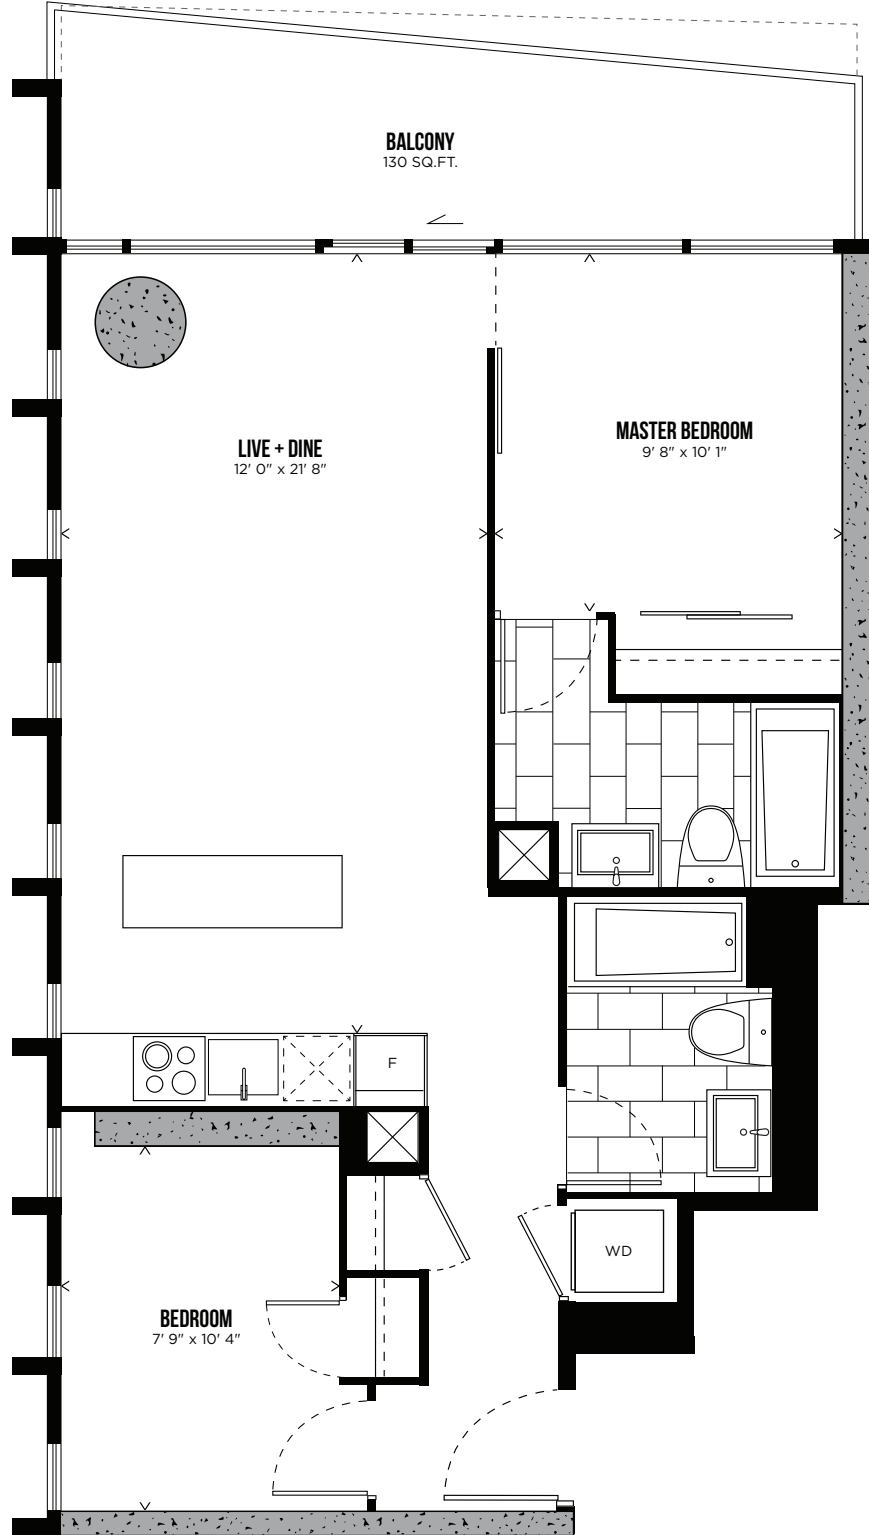 BALCONY
130 SQ.FT.
MASTER BEDROOM
9' 8" x 10' 1"
LIVE + DINE
12' 0" x 21' 8"
F
WD
BEDROOM
7' 9" x 10' 4"